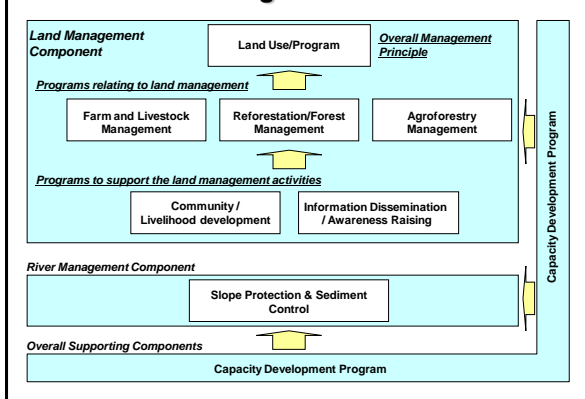 Land Management
Component
Land Use/Program
Overall Management
Principle
Programs relating to land management
Farm and Livestock
Management
Reforestation/Forest
Management
Agroforestry
Management
Programs to support the land management activities
Community /
Livelihood development
Information Dissemination
/ Awareness Raising
Capacity Development Program
River Management Component
Slope Protection & Sediment
Control
Overall Supporting Components
Capacity Development Program